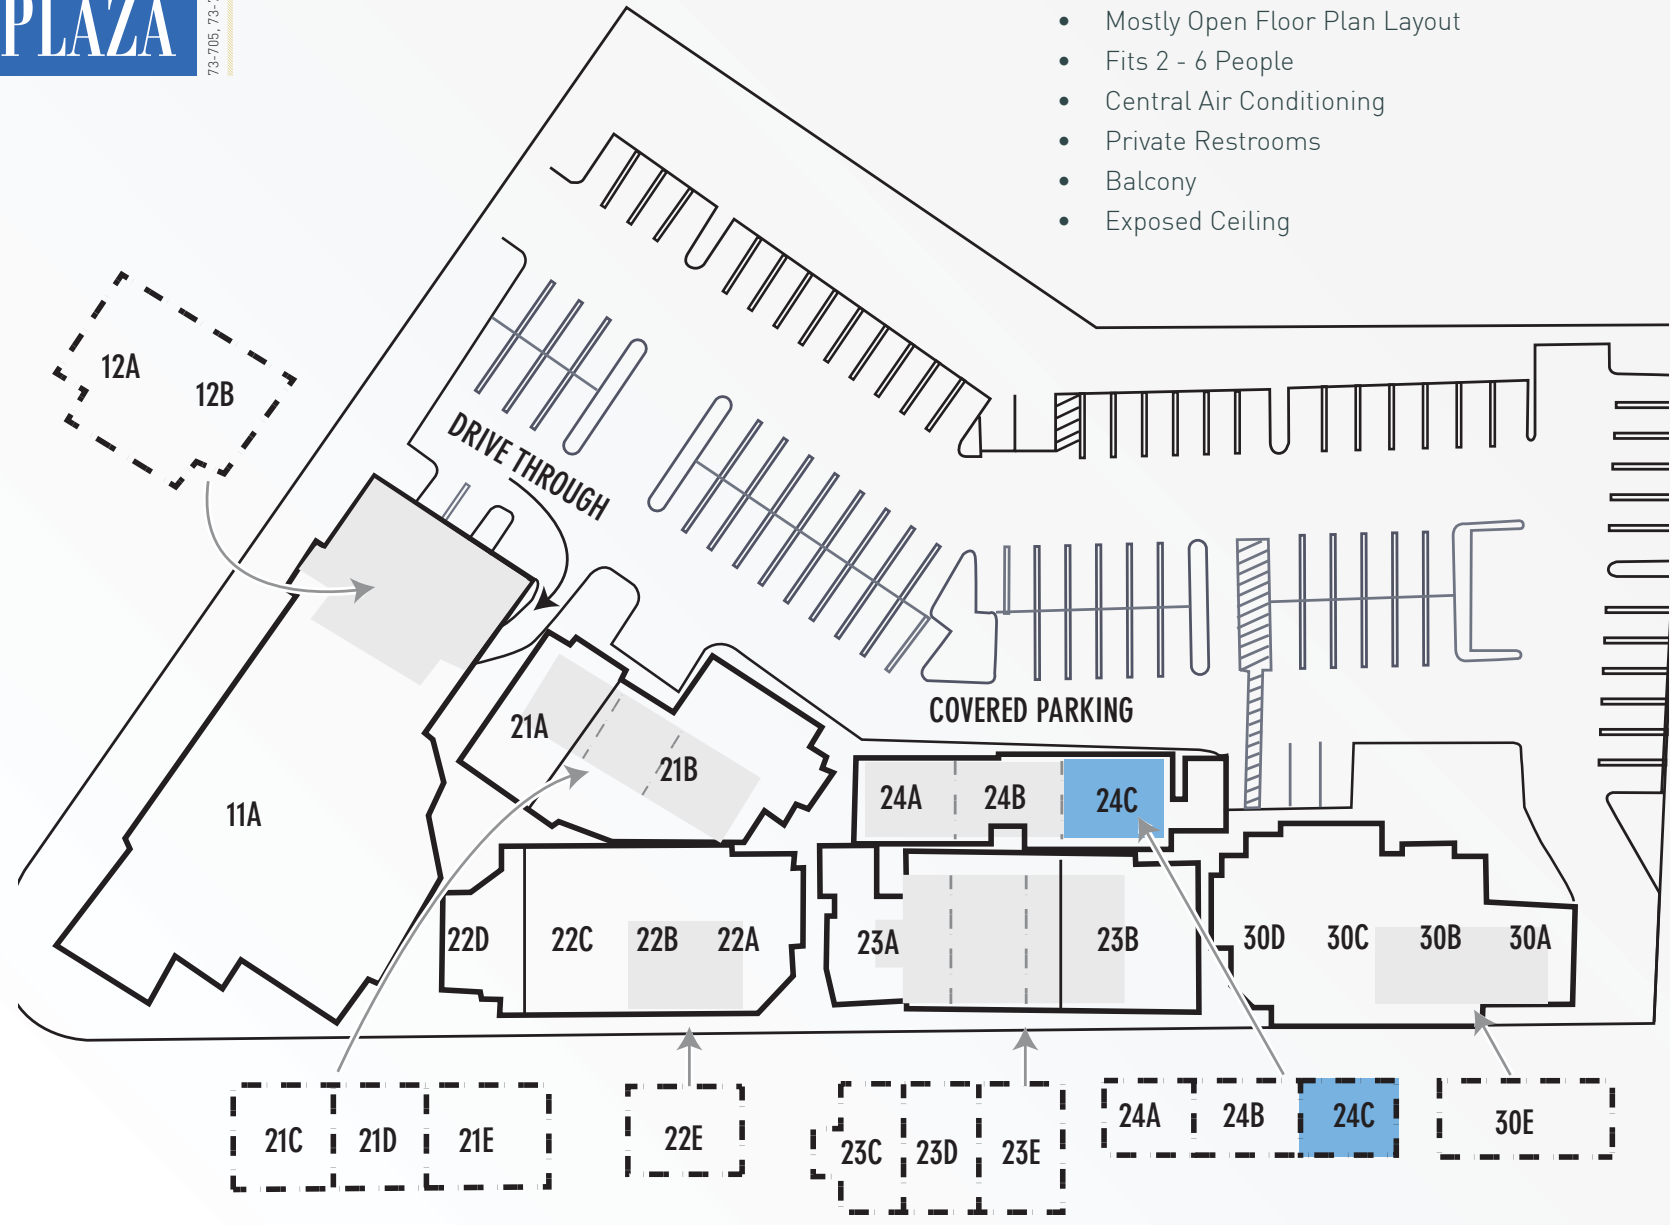 PLAZA
73-705, 73-
• Mostly Open Floor Plan Layout
• Fits 2 - 6 People
• Central Air Conditioning
• Private Restrooms
• Balcony
• Exposed Ceiling
12A
12B
DRIVE THROUGH
COVERED PARKING
11A
21A
21B
24A
24B
24C
22D
22C
22B
22A
23A
23B
30D
30C
30B
30A
21C
21D
21E
22E
23C
23D
23E
24A
24B
24C
30E